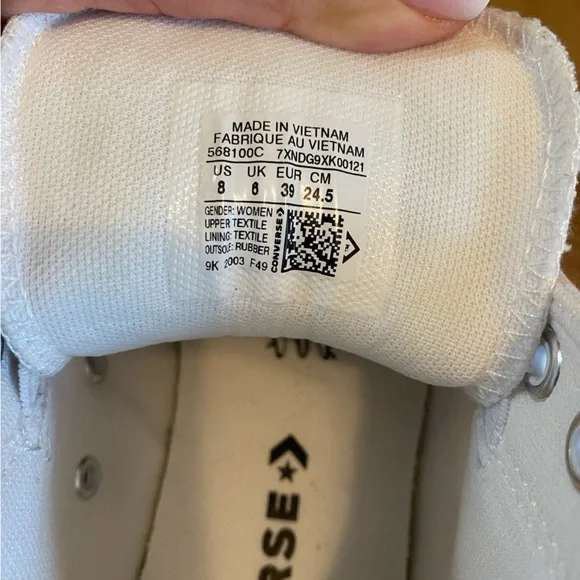 MADE IN VIETNAM
FABRIQUE AU VIETNAM
568100C 7XNDG9XK00121
US UK EUR CM
8 6 39 24.5
GENDER: WOMEN
UPPER: TEXTILE
LINING: TEXTILE
OUTSOLE: RUBBER
9K 2003 F49
CONVERSE
ERSE